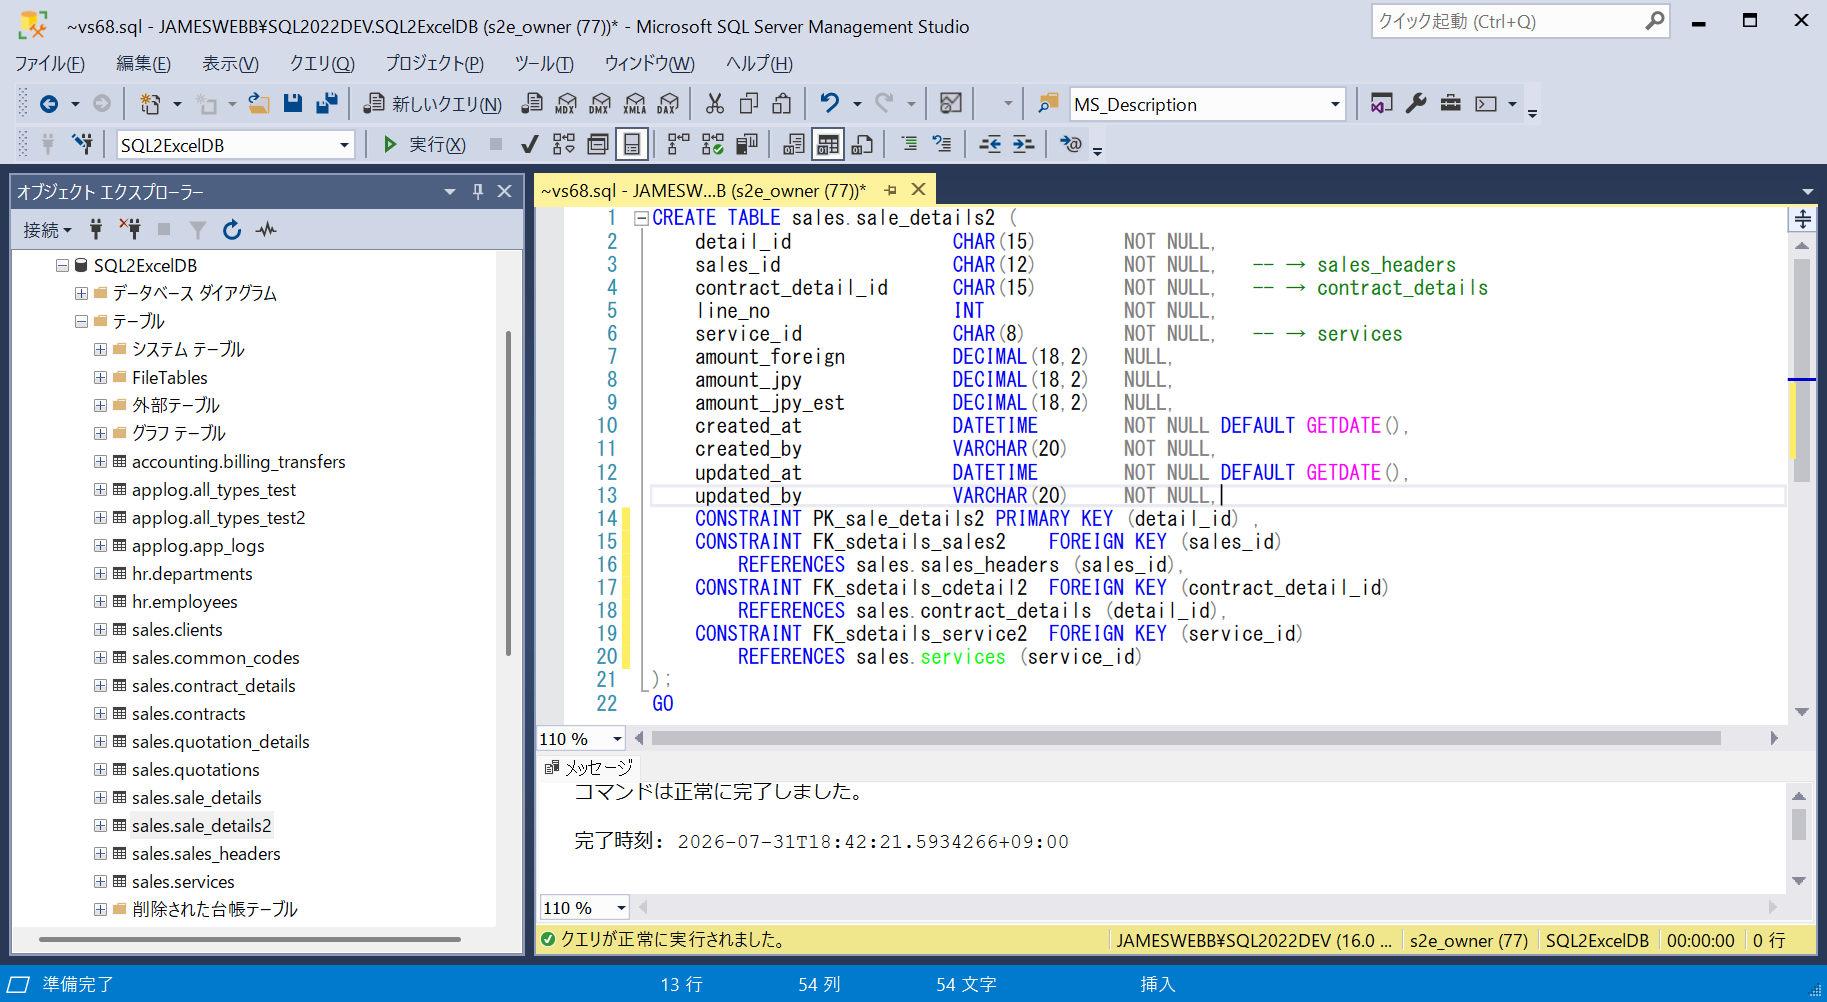 ~vs68.sql - JAMESWEBB¥SQL2022DEV.SQL2ExcelDB (s2e_owner (77))* - Microsoft SQL Server Management Studio
クイック起動 (Ctrl+Q)
ファイル(F) 編集(E) 表示(V) クエリ(Q) プロジェクト(P) ツール(T) ウィンドウ(W) ヘルプ(H)
新しいクエリ(N) MDX DMX XMLA DAX MS_Description
SQL2ExcelDB 実行(X)
オブジェクト エクスプローラー
接続
SQL2ExcelDB
データベース ダイアグラム
テーブル
システム テーブル
FileTables
外部テーブル
グラフ テーブル
accounting.billing_transfers
applog.all_types_test
applog.all_types_test2
applog.app_logs
hr.departments
hr.employees
sales.clients
sales.common_codes
sales.contract_details
sales.contracts
sales.quotation_details
sales.quotations
sales.sale_details
sales.sale_details2
sales.sales_headers
sales.services
削除された台帳テーブル
~vs68.sql - JAMESW...B (s2e_owner (77))*
1 CREATE TABLE sales.sale_details2 (
2 detail_id CHAR(15) NOT NULL,
3 sales_id CHAR(12) NOT NULL, -- → sales_headers
4 contract_detail_id CHAR(15) NOT NULL, -- → contract_details
5 line_no INT NOT NULL,
6 service_id CHAR(8) NOT NULL, -- → services
7 amount_foreign DECIMAL(18,2) NULL,
8 amount_jpy DECIMAL(18,2) NULL,
9 amount_jpy_est DECIMAL(18,2) NULL,
10 created_at DATETIME NOT NULL DEFAULT GETDATE(),
11 created_by VARCHAR(20) NOT NULL,
12 updated_at DATETIME NOT NULL DEFAULT GETDATE(),
13 updated_by VARCHAR(20) NOT NULL,
14 CONSTRAINT PK_sale_details2 PRIMARY KEY (detail_id) ,
15 CONSTRAINT FK_sdetails_sales2 FOREIGN KEY (sales_id)
16 REFERENCES sales.sales_headers (sales_id),
17 CONSTRAINT FK_sdetails_cdetail2 FOREIGN KEY (contract_detail_id)
18 REFERENCES sales.contract_details (detail_id),
19 CONSTRAINT FK_sdetails_service2 FOREIGN KEY (service_id)
20 REFERENCES sales.services (service_id)
21 );
22 GO
110 %
メッセージ
コマンドは正常に完了しました。
完了時刻: 2026-07-31T18:42:21.5934266+09:00
110 %
クエリが正常に実行されました。 JAMESWEBB¥SQL2022DEV (16.0 ... s2e_owner (77) SQL2ExcelDB 00:00:00 0 行
準備完了 13 行 54 列 54 文字 挿入